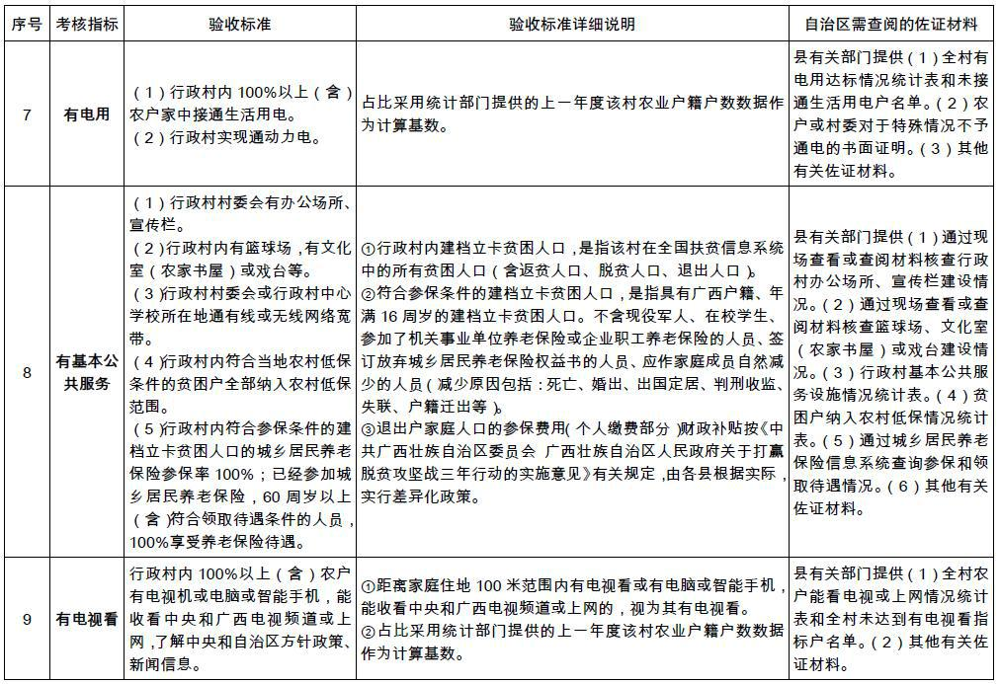 序号 考核指标 验收标准 验收标准详细说明 自治区需查阅的佐证材料
7
有电用
（1）行政村内 100%以上（含）
农户家中接通生活用电。
（2）行政村实现通动力电。
占比采用统计部门提供的上一年度该村农业户籍户数数据作
为计算基数。
县有关部门提供（1）全村有
电用达标情况统计表和未接
通生活用电户名单。（2）农
户或村委对于特殊情况不予
通电的书面证明。（3）其他
有关佐证材料。
8
有基本公
共服务
（1）行政村村委会有办公场所、
宣传栏。
（2）行政村内有篮球场，有文化
室（农家书屋）或戏台等。
（3）行政村村委会或行政村中心
学校所在地通有线或无线网络宽
带。
（4）行政村内符合当地农村低保
条件的贫困户全部纳入农村低保
范围。
（5）行政村内符合参保条件的建
档立卡贫困人口的城乡居民养老
保险参保率 100%；已经参加城
乡居民养老保险，60 周岁以上
（含）符合领取待遇条件的人员，
100%享受养老保险待遇。
①行政村内建档立卡贫困人口，是指该村在全国扶贫信息系统
中的所有贫困人口（含返贫人口、脱贫人口、退出人口）。
②符合参保条件的建档立卡贫困人口，是指具有广西户籍、年
满 16 周岁的建档立卡贫困人口。不含现役军人、在校学生、
参加了机关事业单位养老保险或企业职工养老保险的人员、签
订放弃城乡居民养老保险权益书的人员、应作家庭成员自然减
少的人员（减少原因包括：死亡、婚出、出国定居、判刑收监、
失联、户籍迁出等）。
③退出户家庭人口的参保费用（个人缴费部分）财政补贴按《中
共广西壮族自治区委员会 广西壮族自治区人民政府关于打赢
脱贫攻坚战三年行动的实施意见》有关规定，由各县根据实际，
实行差异化政策。
县有关部门提供（1）通过现
场查看或查阅材料核查行政
村办公场所、宣传栏建设情
况。（2）通过现场查看或查
阅材料核查篮球场、文化室
（农家书屋）或戏台建设情
况。（3）行政村基本公共服
务设施情况统计表。（4）贫
困户纳入农村低保情况统计
表。（5）通过城乡居民养老
保险信息系统查询参保和领
取待遇情况。（6）其他有关
佐证材料。
9
有电视看
行政村内 100%以上（含）农户
有电视机或电脑或智能手机，能
收看中央和广西电视频道或上
网，了解中央和自治区方针政策、
新闻信息。
①距离家庭住地 100 米范围内有电视看或有电脑或智能手机，
能收看中央和广西电视频道或上网的，视为其有电视看。
②占比采用统计部门提供的上一年度该村农业户籍户数数据
作为计算基数。
县有关部门提供（1）全村农
户能看电视或上网情况统计
表和全村未达到有电视看指
标户名单。（2）其他有关佐
证材料。